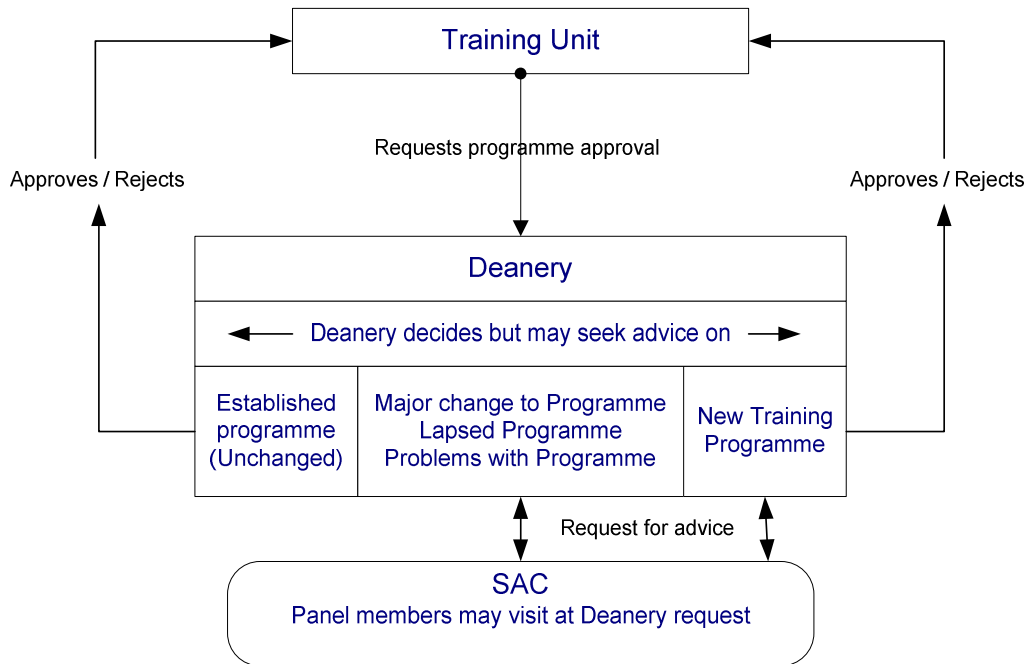 Training Unit
Requests programme approval
Approves / Rejects
Approves / Rejects
Deanery
Deanery decides but may seek advice on
Established
programme
(Unchanged)
Major change to Programme
Lapsed Programme
Problems with Programme
New Training
Programme
Request for advice
SAC
Panel members may visit at Deanery request